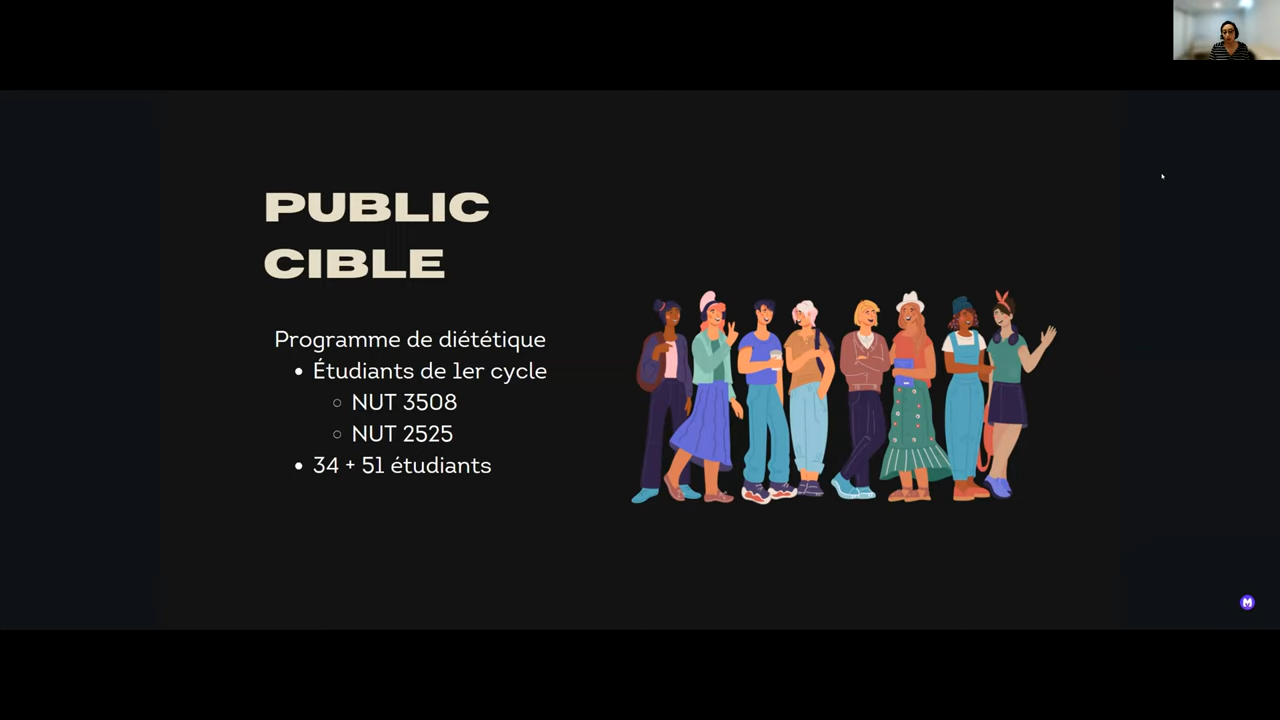 PUBLIC
CIBLE
Programme de diététique
• Étudiants de 1er cycle
○ NUT 3508
○ NUT 2525
• 34 + 51 étudiants
M